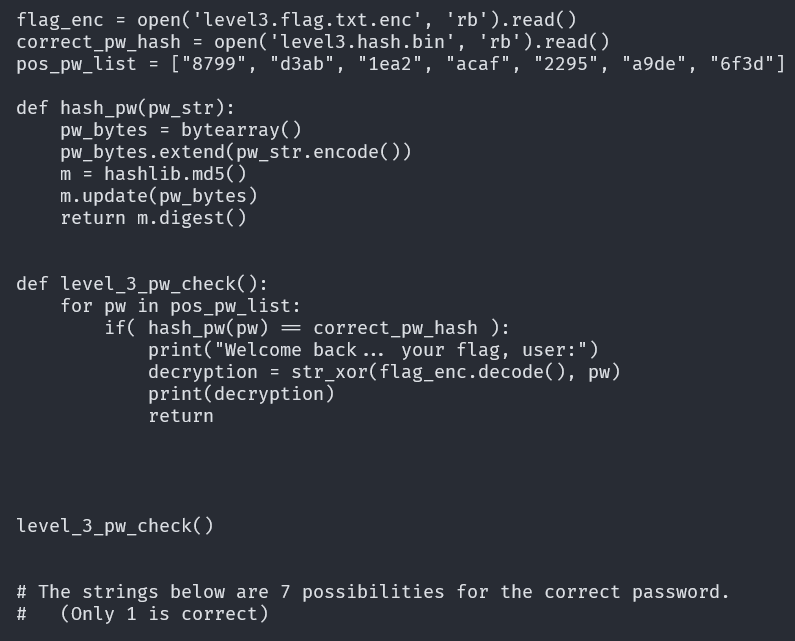 flag_enc = open('level3.flag.txt.enc', 'rb').read()
correct_pw_hash = open('level3.hash.bin', 'rb').read()
pos_pw_list = ["8799", "d3ab", "1ea2", "acaf", "2295", "a9de", "6f3d"]
def hash_pw(pw_str):
    pw_bytes = bytearray()
    pw_bytes.extend(pw_str.encode())
    m = hashlib.md5()
    m.update(pw_bytes)
    return m.digest()
def level_3_pw_check():
    for pw in pos_pw_list:
        if( hash_pw(pw) == correct_pw_hash ):
            print("Welcome back... your flag, user:")
            decryption = str_xor(flag_enc.decode(), pw)
            print(decryption)
            return
level_3_pw_check()
# The strings below are 7 possibilities for the correct password.
#   (Only 1 is correct)